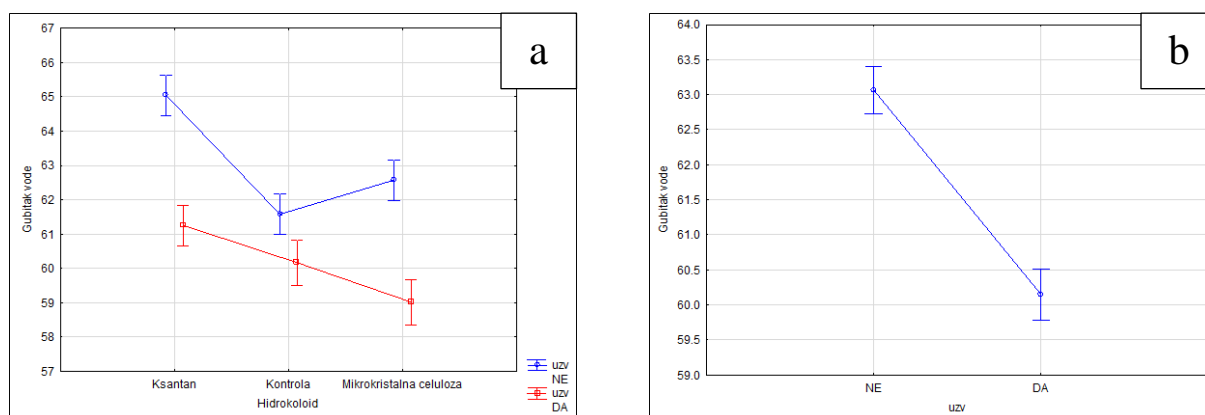 a
67
66
65
64
63
62
61
60
59
58
57
Gubitak vode
Ksantan
Kontrola
Mikrokristalna celuloza
Hidrokoloid
uzv
NE
uzv
DA
b
64.0
63.5
63.0
62.5
62.0
61.5
61.0
60.5
60.0
59.5
59.0
Gubitak vode
NE
DA
uzv